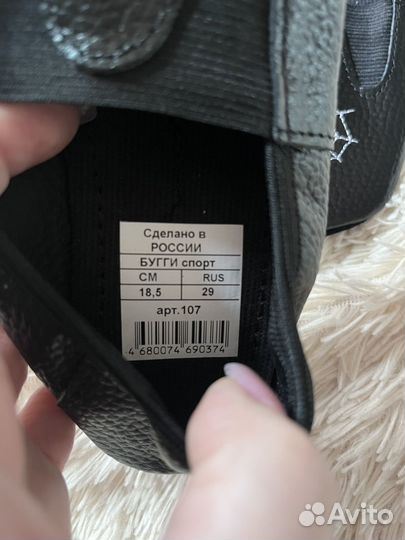 Сделано в
РОССИИ
БУГГИ спорт
СМ RUS
18,5 29
арт.107
4 680074 690374
Avito